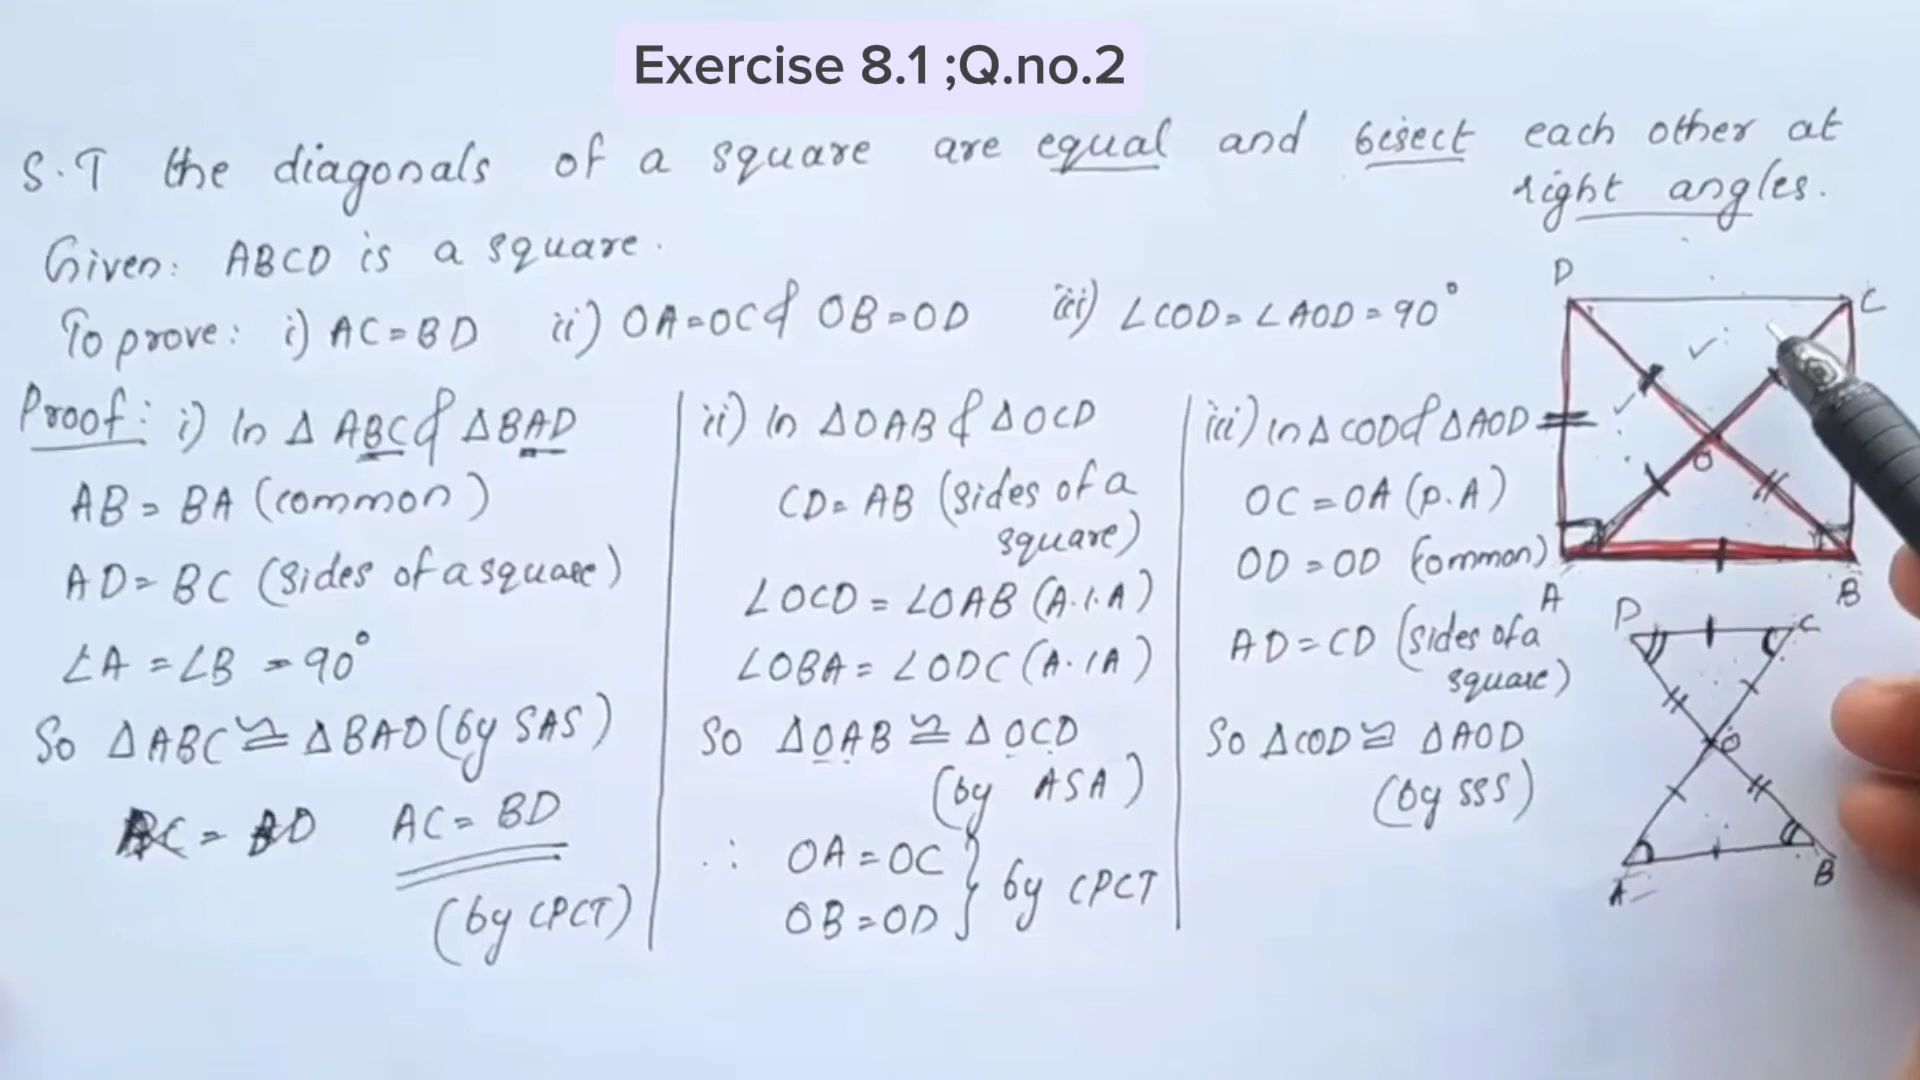 Exercise 8.1 ;Q.no.2
S.T the diagonals of a square are equal and bisect each other at
right angles.
Given: ABCD is a square.
To prove: i) AC=BD ii) OA=OC & OB=OD iii) ∠COD=∠AOD=90°
Proof: i) In △ABC & △BAD
AB=BA (common)
AD=BC (sides of a square)
∠A=∠B=90°
So △ABC≅△BAD (by SAS)
AC=BD
(by CPCT)
ii) In △OAB & △OCD
CD=AB (sides of a
square)
∠OCD=∠OAB (A.I.A)
∠OBA=∠ODC (A.IA)
So △OAB≅△OCD
(by ASA)
∴ OA=OC
OB=OD } by CPCT
iii) In △COD & △AOD
OC=OA (P.A)
OD=OD (common)
AD=CD (sides of a
square)
So △COD≅△AOD
(by SSS)
D
C
O
A
B
D
C
O
A
B